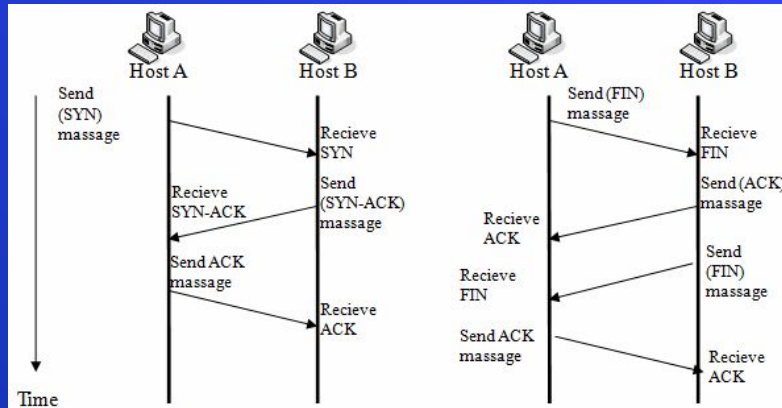 Host A
Host B
Send
(SYN)
massage
Recieve
SYN
Send
(SYN-ACK)
massage
Recieve
SYN-ACK
Send ACK
massage
Recieve
ACK
Time
Host A
Host B
Send (FIN)
massage
Recieve
FIN
Send (ACK)
massage
Recieve
ACK
Send
(FIN)
massage
Recieve
FIN
Send ACK
massage
Recieve
ACK